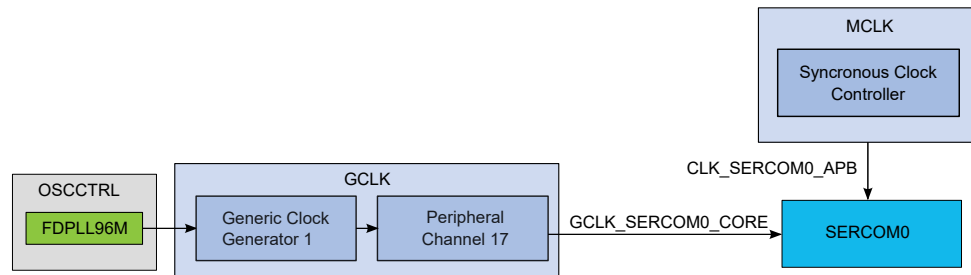 MCLK
Syncronous Clock
Controller
CLK_SERCOM0_APB
OSCCTRL
FDPLL96M
GCLK
Generic Clock
Generator 1
Peripheral
Channel 17
GCLK_SERCOM0_CORE
SERCOM0